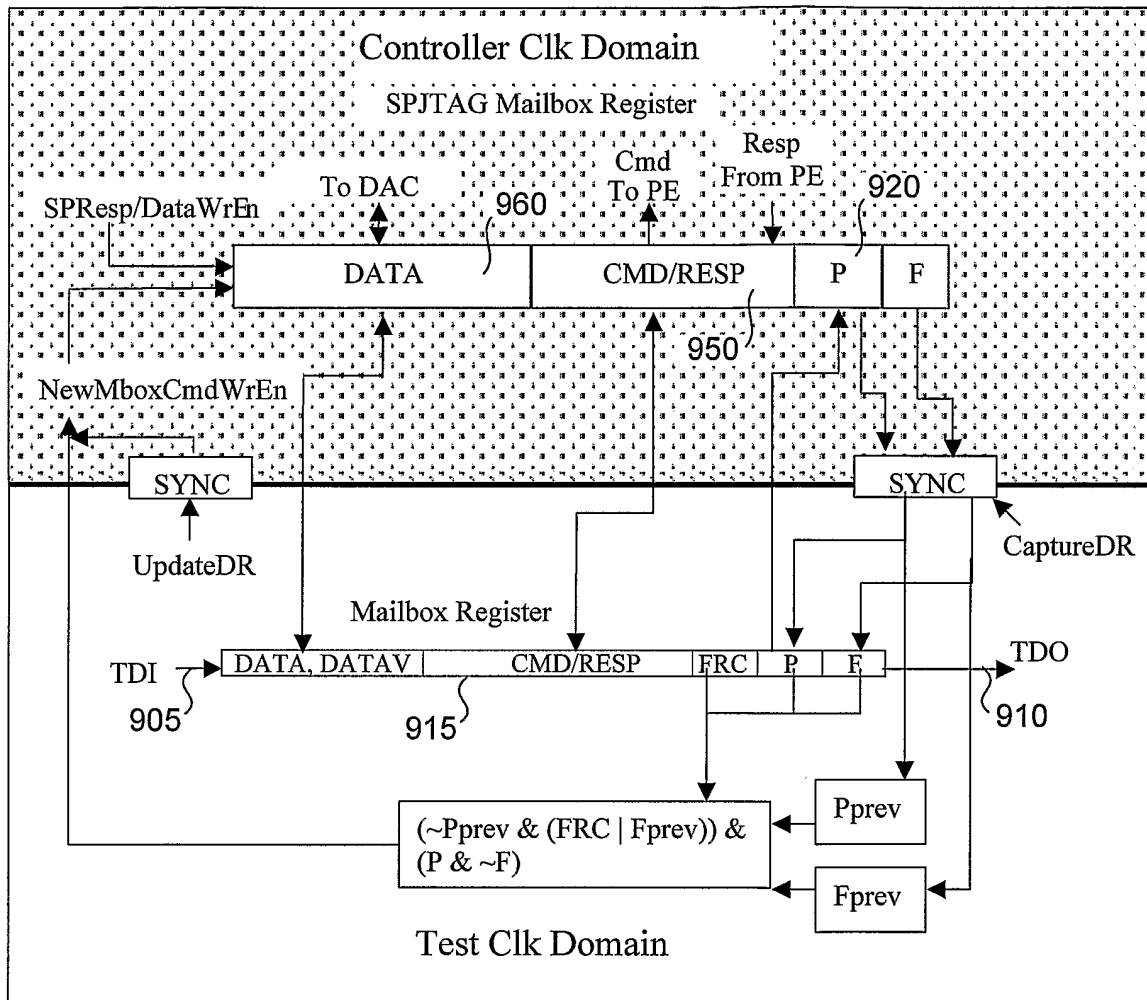 Controller Clk Domain
SPJTAG Mailbox Register
To DAC
Cmd
To PE
Resp
From PE
920
SPResp/DataWrEn
960
DATA
CMD/RESP
P
F
950
NewMboxCmdWrEn
SYNC
SYNC
UpdateDR
CaptureDR
Mailbox Register
TDI
DATA, DATAV
CMD/RESP
FRC
P
F
TDO
905
915
910
(~Pprev & (FRC | Fprev)) &
(P & ~F)
Pprev
Fprev
Test Clk Domain